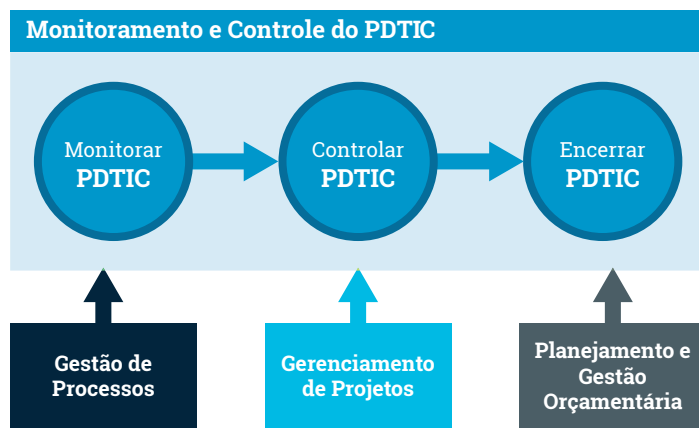 Monitoramento e Controle do PDTIC
Monitorar
PDTIC
Controlar
PDTIC
Encerrar
PDTIC
Gestão de
Processos
Gerenciamento
de Projetos
Planejamento e
Gestão
Orçamentária